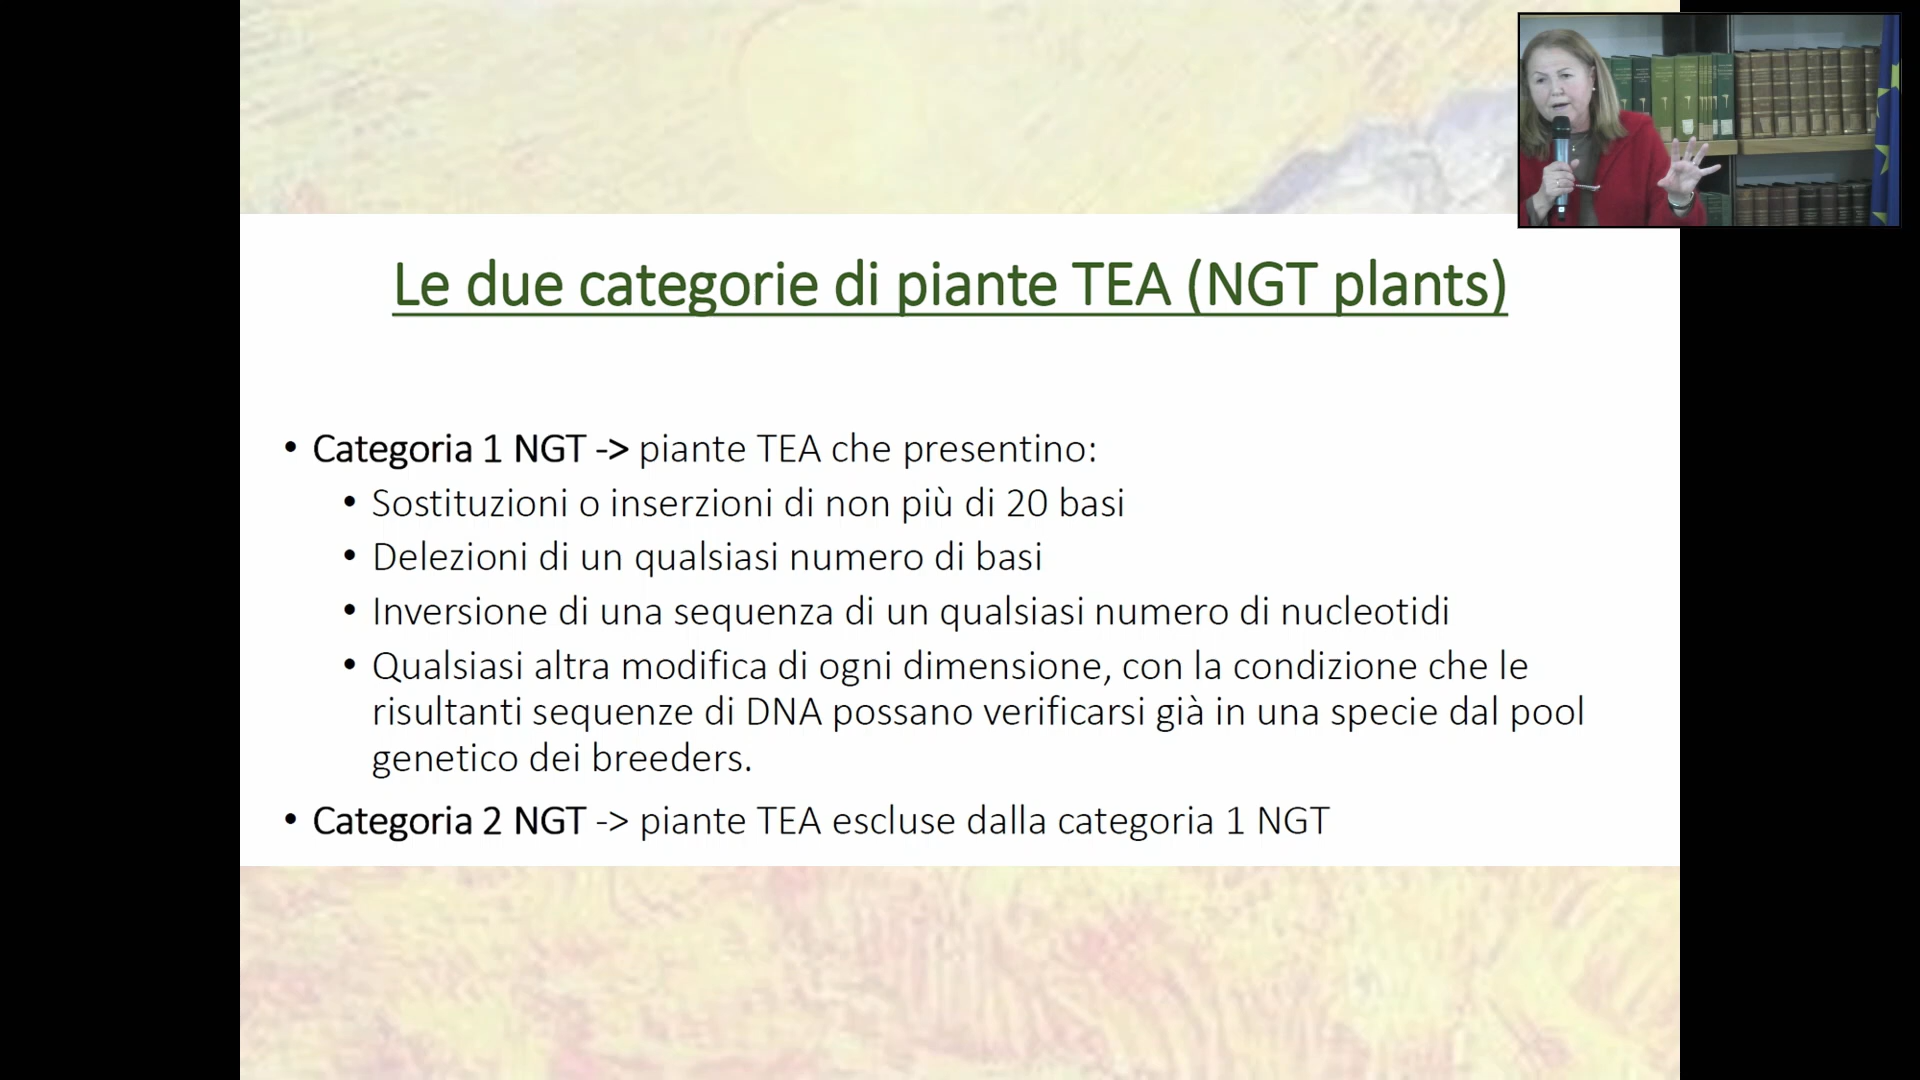 Le due categorie di piante TEA (NGT plants)
• Categoria 1 NGT -> piante TEA che presentino:
• Sostituzioni o inserzioni di non più di 20 basi
• Delezioni di un qualsiasi numero di basi
• Inversione di una sequenza di un qualsiasi numero di nucleotidi
• Qualsiasi altra modifica di ogni dimensione, con la condizione che le
risultanti sequenze di DNA possano verificarsi già in una specie dal pool
genetico dei breeders.
• Categoria 2 NGT -> piante TEA escluse dalla categoria 1 NGT